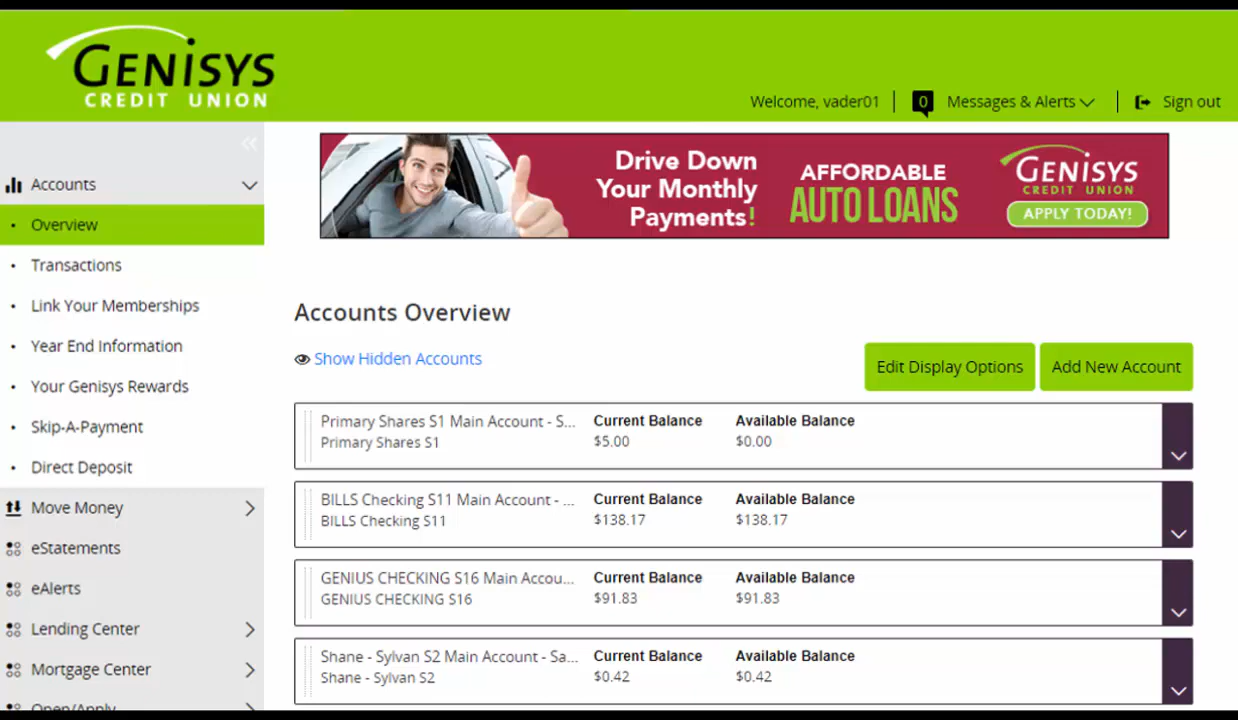 GENISYS
CREDIT UNION
Welcome, vader01
0
Messages & Alerts
Sign out
Accounts
Overview
Transactions
Link Your Memberships
Year End Information
Your Genisys Rewards
Skip-A-Payment
Direct Deposit
Move Money
eStatements
eAlerts
Lending Center
Mortgage Center
Open/Apply
Drive Down
Your Monthly
Payments!
AFFORDABLE
AUTO LOANS
GENISYS
CREDIT UNION
APPLY TODAY!
Accounts Overview
Show Hidden Accounts
Edit Display Options
Add New Account
Primary Shares S1 Main Account - S...
Primary Shares S1
Current Balance
$5.00
Available Balance
$0.00
BILLS Checking S11 Main Account - ...
BILLS Checking S11
Current Balance
$138.17
Available Balance
$138.17
GENIUS CHECKING S16 Main Accou...
GENIUS CHECKING S16
Current Balance
$91.83
Available Balance
$91.83
Shane - Sylvan S2 Main Account - Sa...
Shane - Sylvan S2
Current Balance
$0.42
Available Balance
$0.42